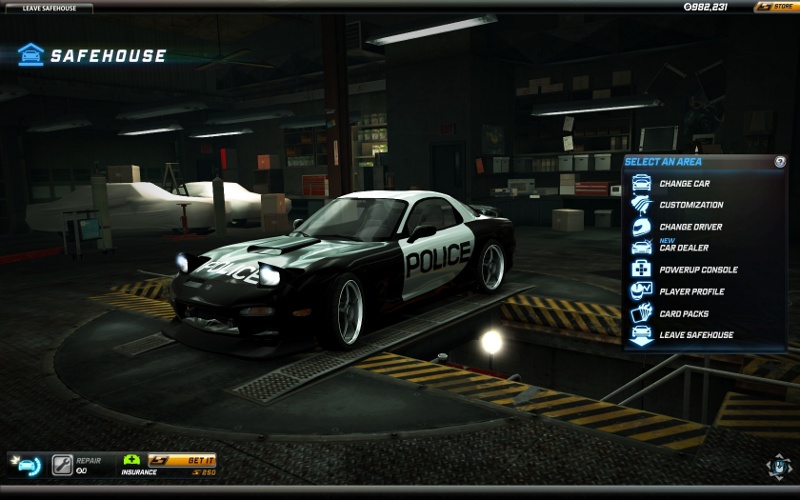 LEAVE SAFEHOUSE
982,231
STORE
SAFEHOUSE
SELECT AN AREA
?
CHANGE CAR
CUSTOMIZATION
CHANGE DRIVER
NEW
CAR DEALER
POWERUP CONSOLE
PLAYER PROFILE
CARD PACKS
LEAVE SAFEHOUSE
POLICE
POLICE
REPAIR
0
INSURANCE
GET IT
250